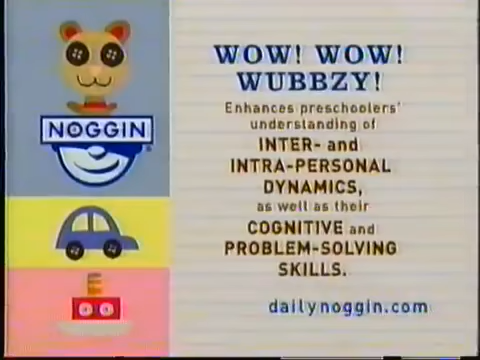 NOGGIN
WOW! WOW!
WUBBZY!
Enhances preschoolers'
understanding of
INTER- and
INTRA-PERSONAL
DYNAMICS,
as well as their
COGNITIVE and
PROBLEM-SOLVING
SKILLS.
dailynoggin.com